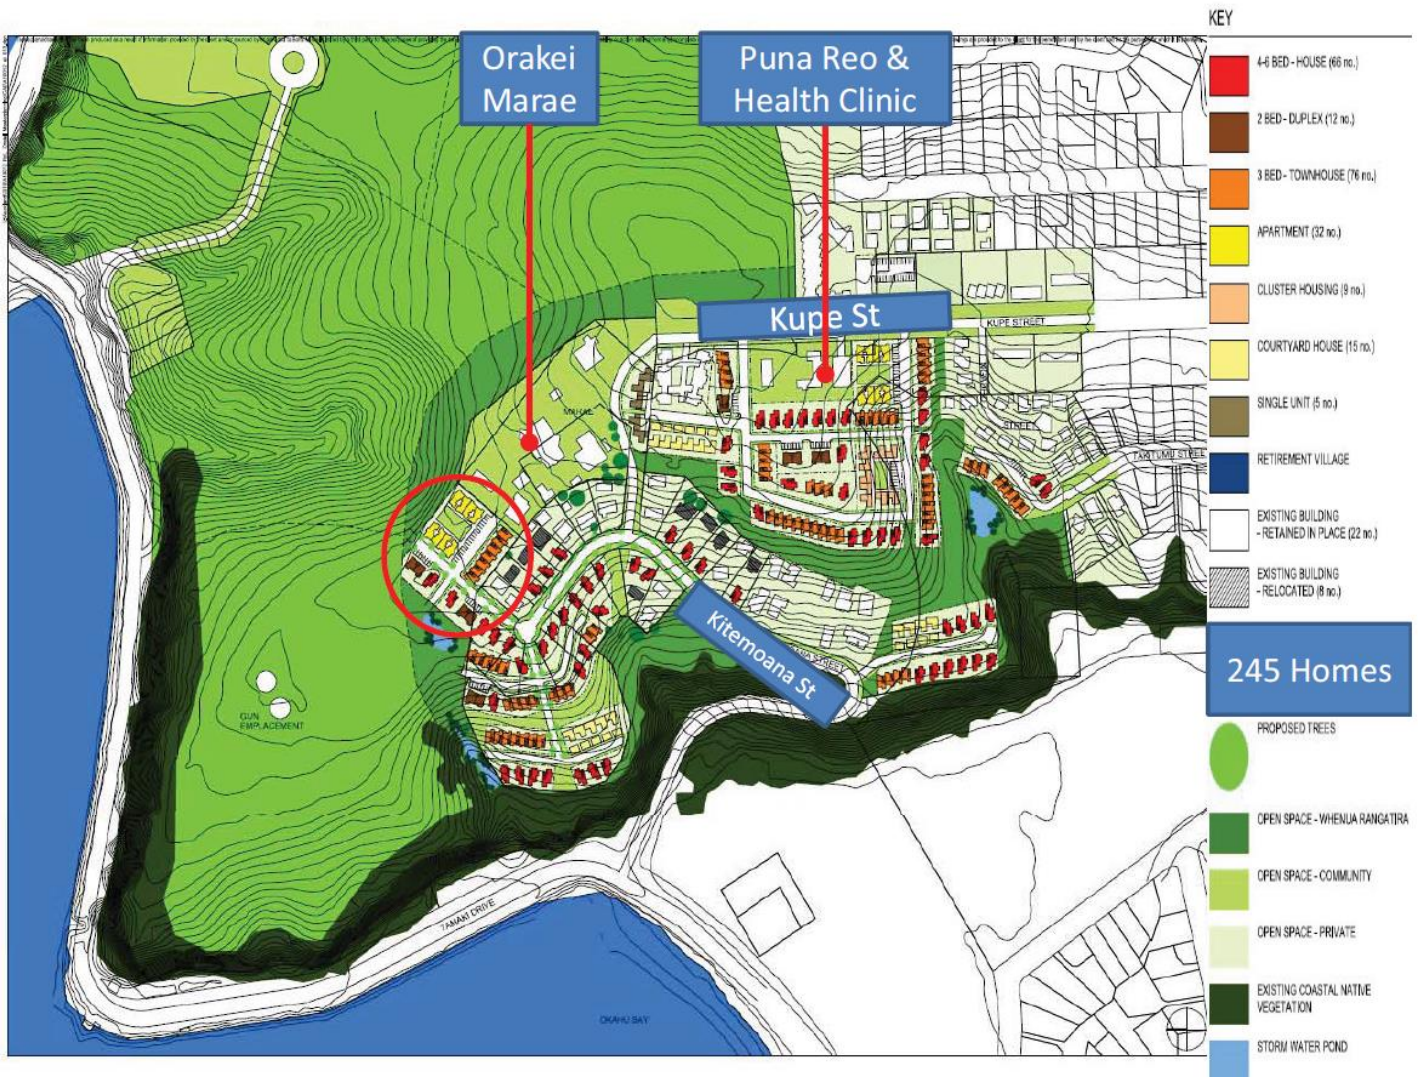 Orakei
Marae
Puna Reo &
Health Clinic
Kupe St
KUPE STREET
MARAE
STREET
TAKITUMU STREET
Kitemoana St
STREET
GUN
EMPLACEMENT
TAMAKI DRIVE
OKAHU BAY
KEY
4-6 BED - HOUSE (66 no.)
2 BED - DUPLEX (12 no.)
3 BED - TOWNHOUSE (76 no.)
APARTMENT (32 no.)
CLUSTER HOUSING (9 no.)
COURTYARD HOUSE (15 no.)
SINGLE UNIT (5 no.)
RETIREMENT VILLAGE
EXISTING BUILDING
- RETAINED IN PLACE (22 no.)
EXISTING BUILDING
- RELOCATED (8 no.)
245 Homes
PROPOSED TREES
OPEN SPACE - WHENUA RANGATIRA
OPEN SPACE - COMMUNITY
OPEN SPACE - PRIVATE
EXISTING COASTAL NATIVE
VEGETATION
STORM WATER POND